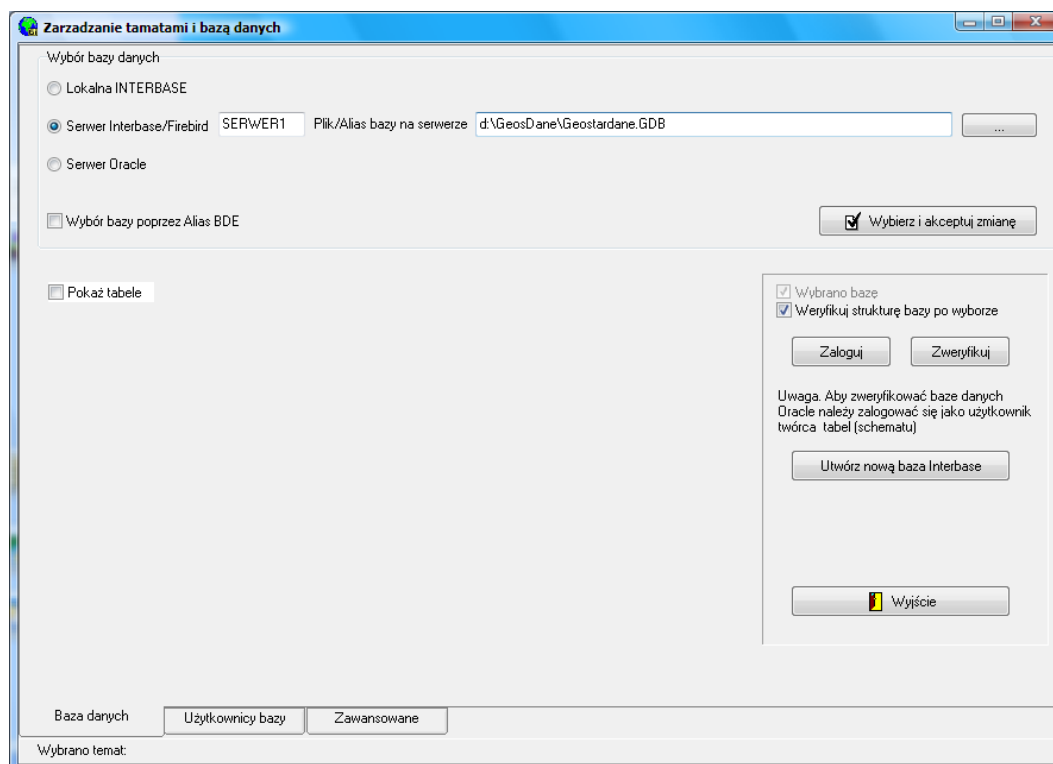 Zarzadzanie tamatami i bazą danych
Wybór bazy danych
Lokalna INTERBASE
Serwer Interbase/Firebird SERWER1 Plik/Alias bazy na serwerze d:\GeosDane\Geostardane.GDB ...
Serwer Oracle
Wybór bazy poprzez Alias BDE Wybierz i akceptuj zmianę
Pokaż tabele
Wybrano bazę
Weryfikuj strukturę bazy po wyborze
Zaloguj Zweryfikuj
Uwaga. Aby zweryfikować baze danych
Oracle należy zalogować się jako użytkownik
twórca tabel (schematu)
Utwórz nową baza Interbase
Wyjście
Baza danych Użytkownicy bazy Zawansowane
Wybrano temat: